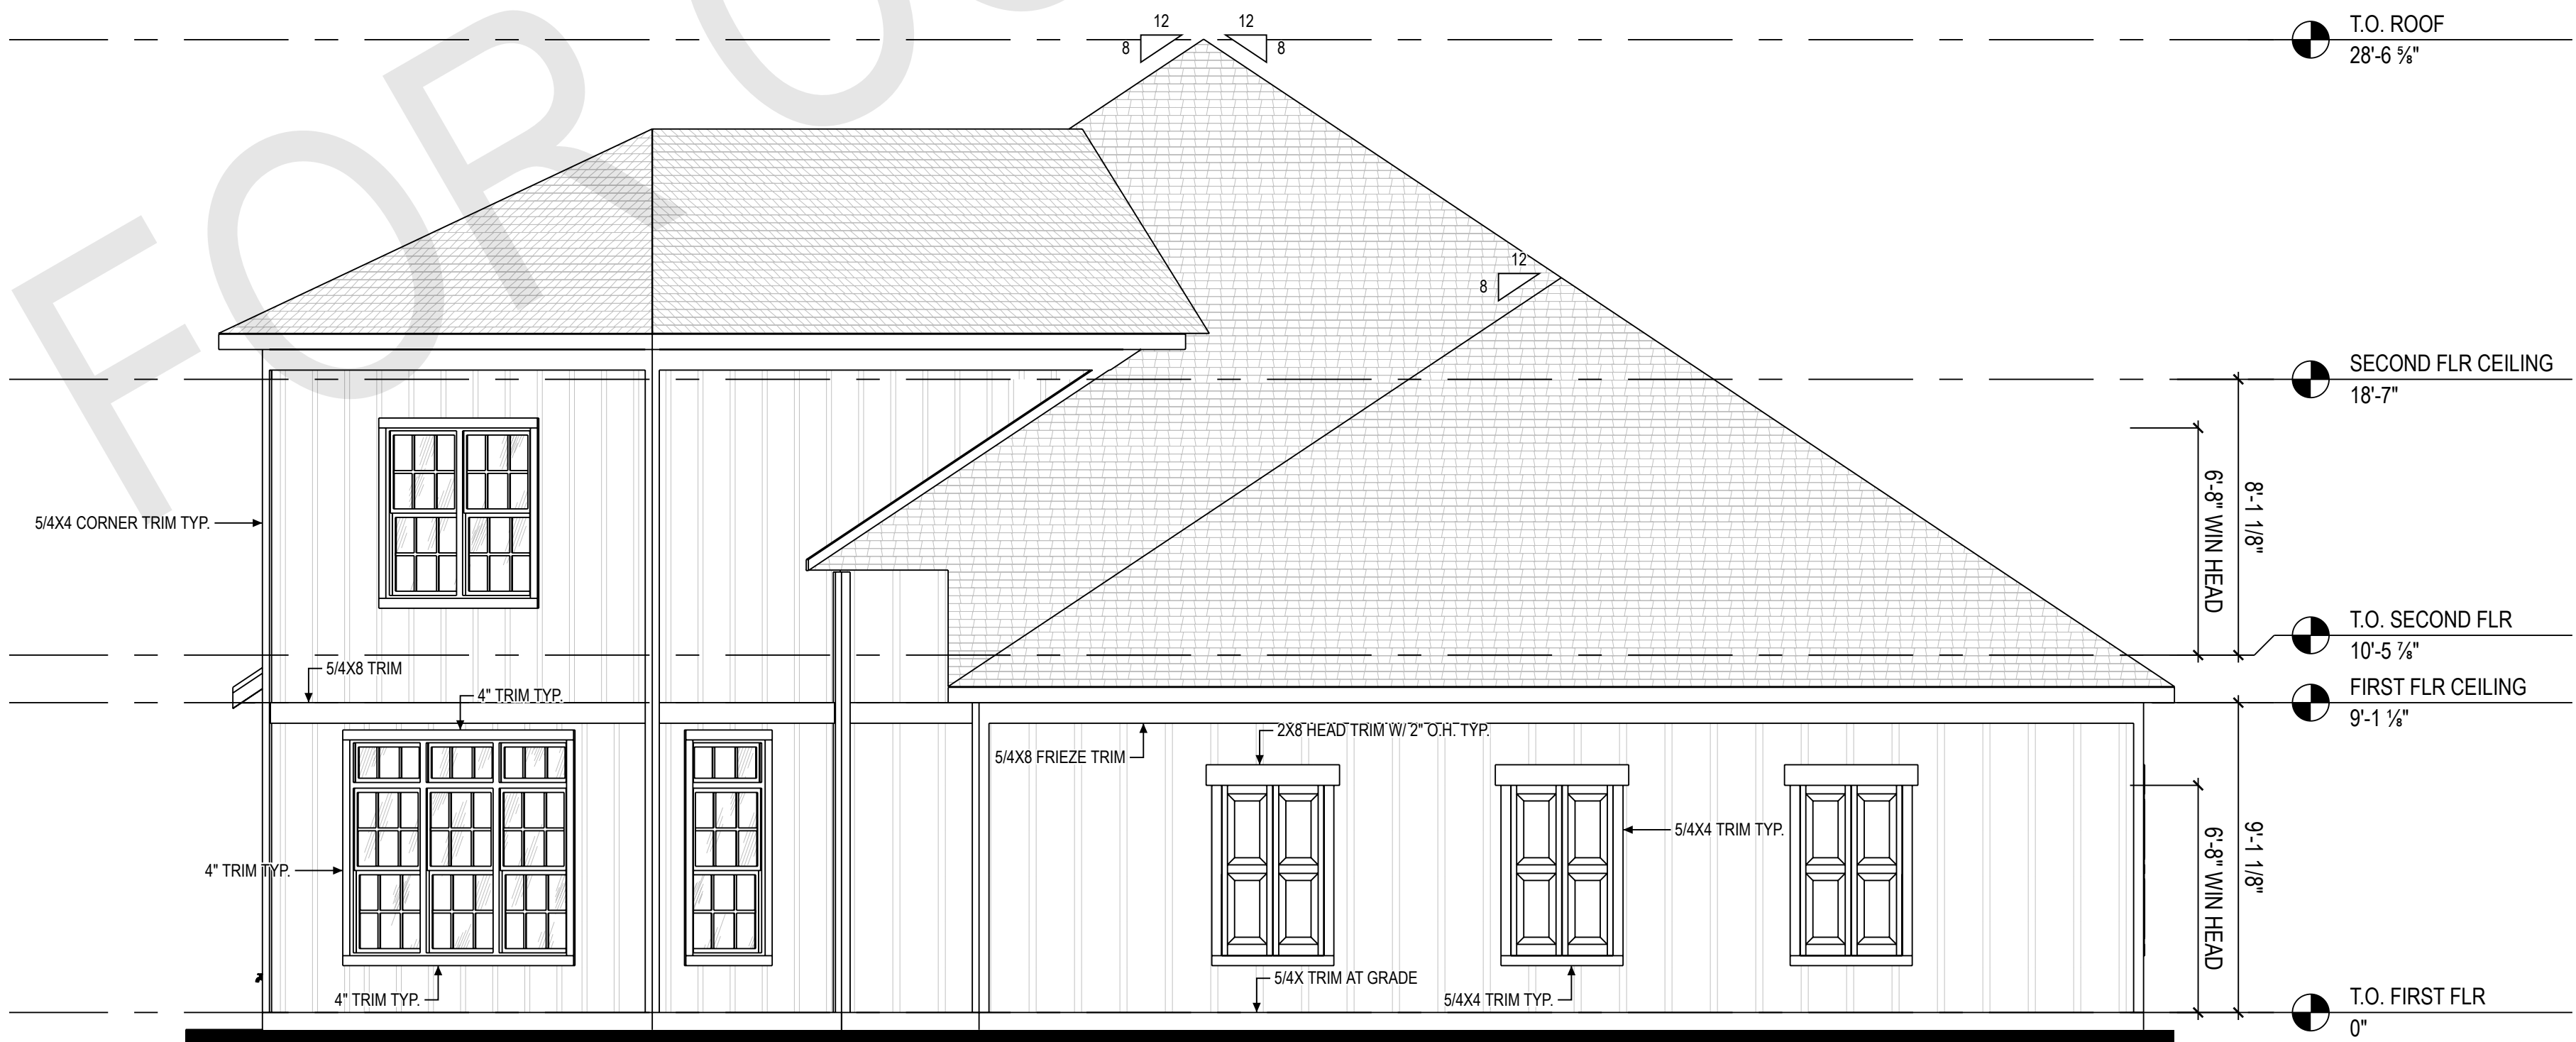 FOR
12 12
8 8
T.O. ROOF
28'-6 ⅝"
12
8
SECOND FLR CEILING
18'-7"
6'-8" WIN HEAD
8'-1 1/8"
5/4X4 CORNER TRIM TYP.
T.O. SECOND FLR
10'-5 ⅞"
5/4X8 TRIM
4" TRIM TYP.
FIRST FLR CEILING
9'-1 ⅛"
2X8 HEAD TRIM W/ 2" O.H. TYP.
5/4X8 FRIEZE TRIM
5/4X4 TRIM TYP.
4" TRIM TYP.
6'-8" WIN HEAD
9'-1 1/8"
5/4X TRIM AT GRADE
4" TRIM TYP.
5/4X4 TRIM TYP.
T.O. FIRST FLR
0"